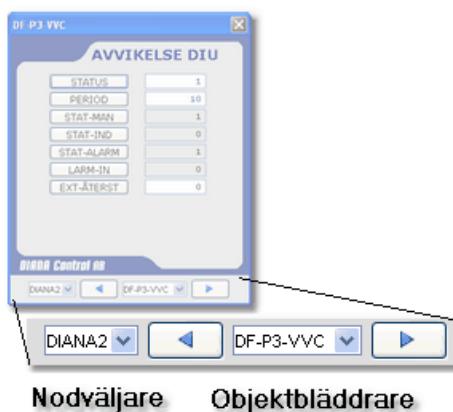 DF-P3-VVC
AVVIKELSE DIU
STATUS 1
PERIOD 10
STAT-MAN 1
STAT-IND 0
STAT-ALARM 1
LARM-IN 0
EXT-ÅTERST 0
DIANA Control AB
DIANA2 DF-P3-VVC
DIANA2 DF-P3-VVC
Nodväljare Objektbläddrare